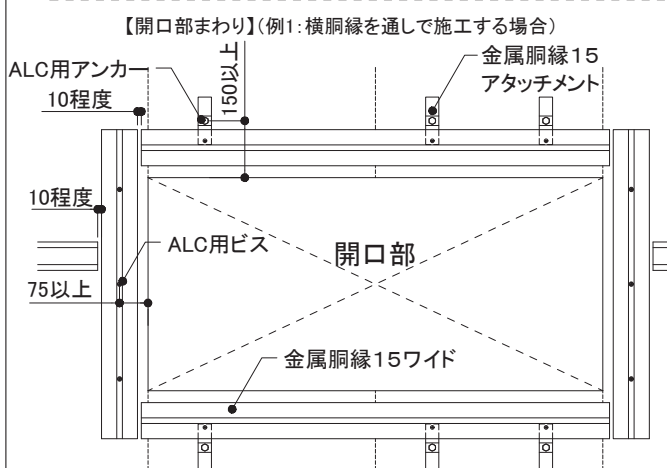 【開口部まわり】(例1:横胴縁を通しで施工する場合)
ALC用アンカー
150以上
金属胴縁15
アタッチメント
10程度
10程度
ALC用ビス
開口部
75以上
金属胴縁15ワイド